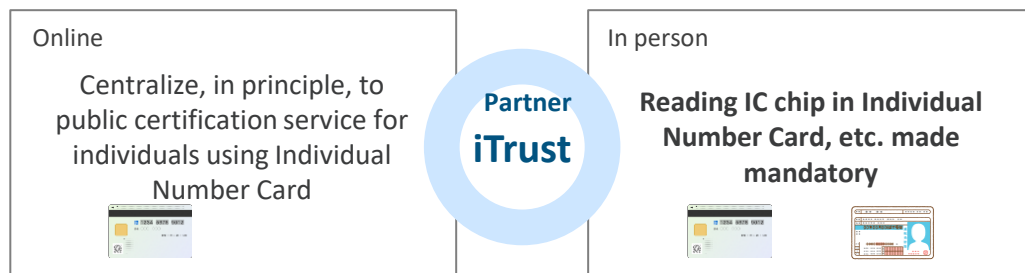 Online
Centralize, in principle, to
public certification service for
individuals using Individual
Number Card
Partner
iTrust
In person
Reading IC chip in Individual
Number Card, etc. made
mandatory